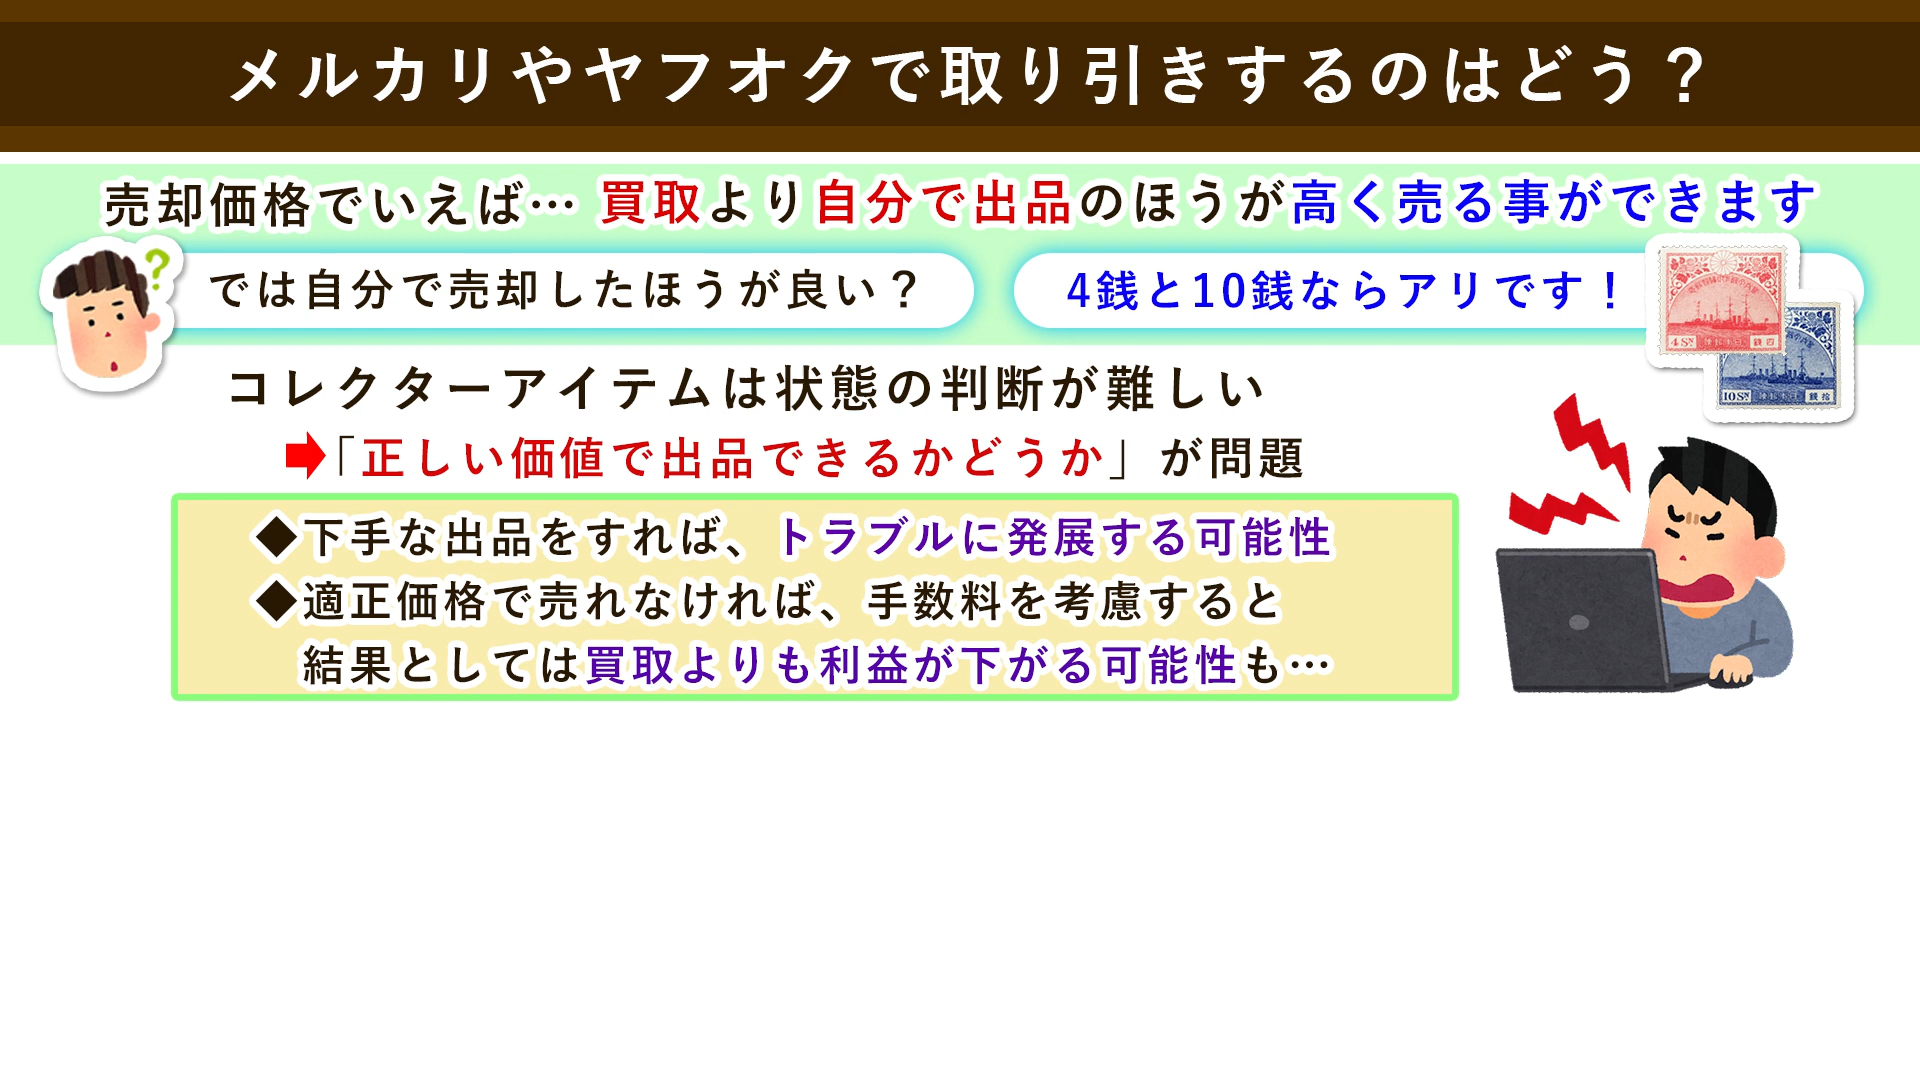 メルカリやヤフオクで取り引きするのはどう？
売却価格でいえば… 買取より自分で出品のほうが高く売る事ができます
では自分で売却したほうが良い？
4銭と10銭ならアリです！
4SN
四銭
10SN
銭拾
コレクターアイテムは状態の判断が難しい
「正しい価値で出品できるかどうか」が問題
◆下手な出品をすれば、トラブルに発展する可能性
◆適正価格で売れなければ、手数料を考慮すると
結果としては買取よりも利益が下がる可能性も…